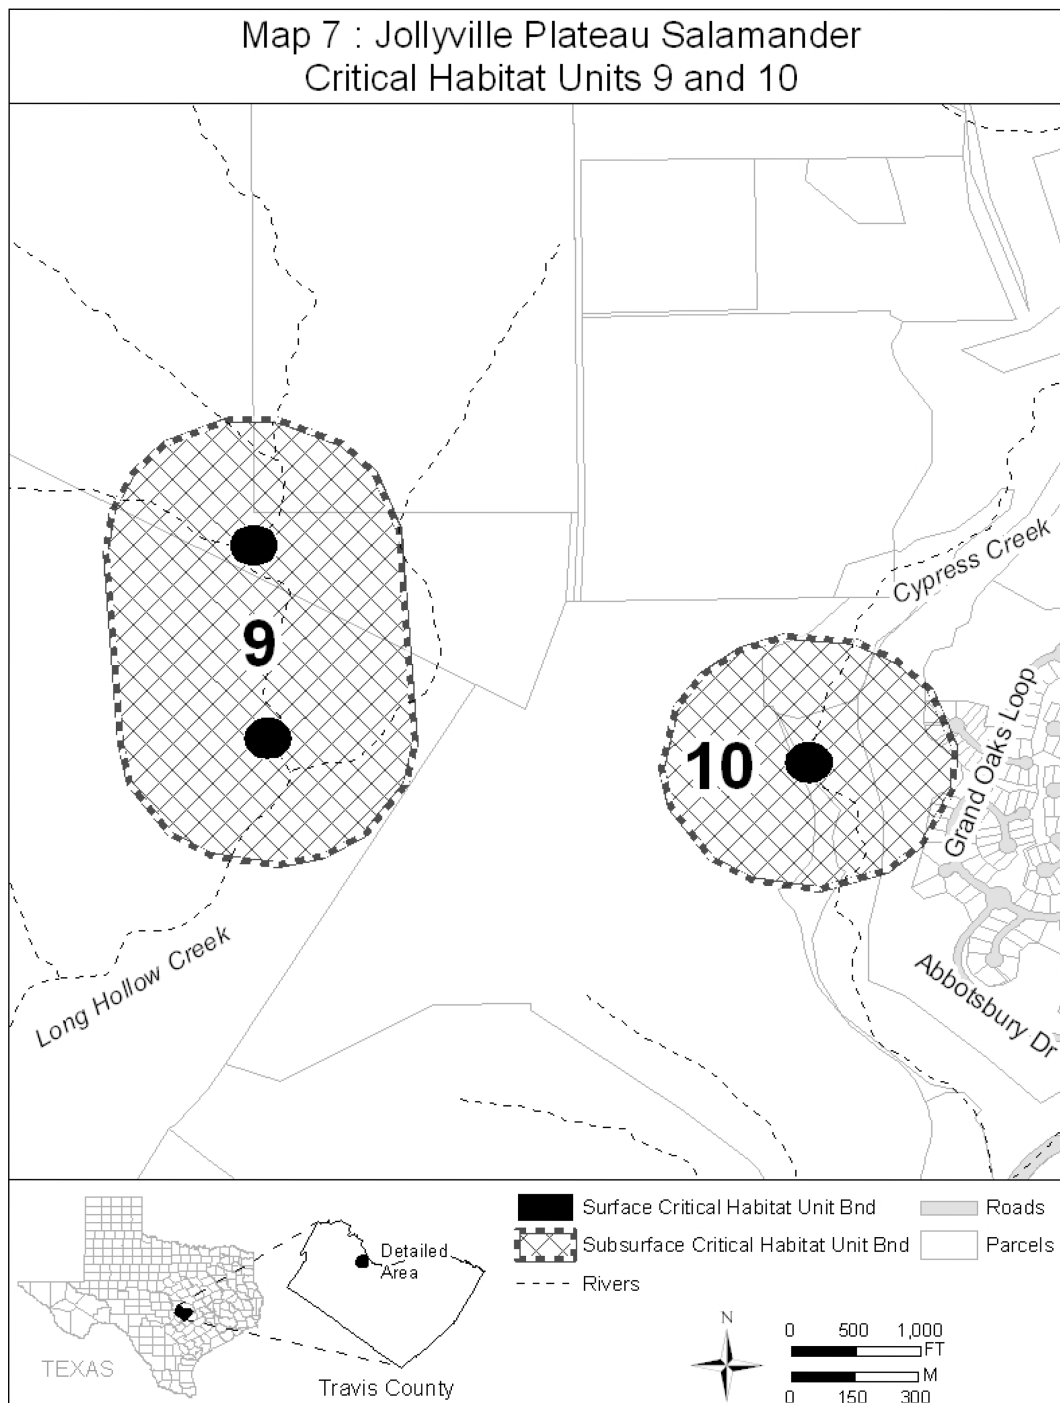 Map 7 : Jollyville Plateau Salamander
Critical Habitat Units 9 and 10
Cypress Creek
9
10
Grand Oaks Loop
Long Hollow Creek
Abbotsbury Dr
Surface Critical Habitat Unit Bnd
Roads
Subsurface Critical Habitat Unit Bnd
Parcels
Rivers
Detailed
Area
TEXAS
Travis County
N
0 500 1,000
FT
M
0 150 300